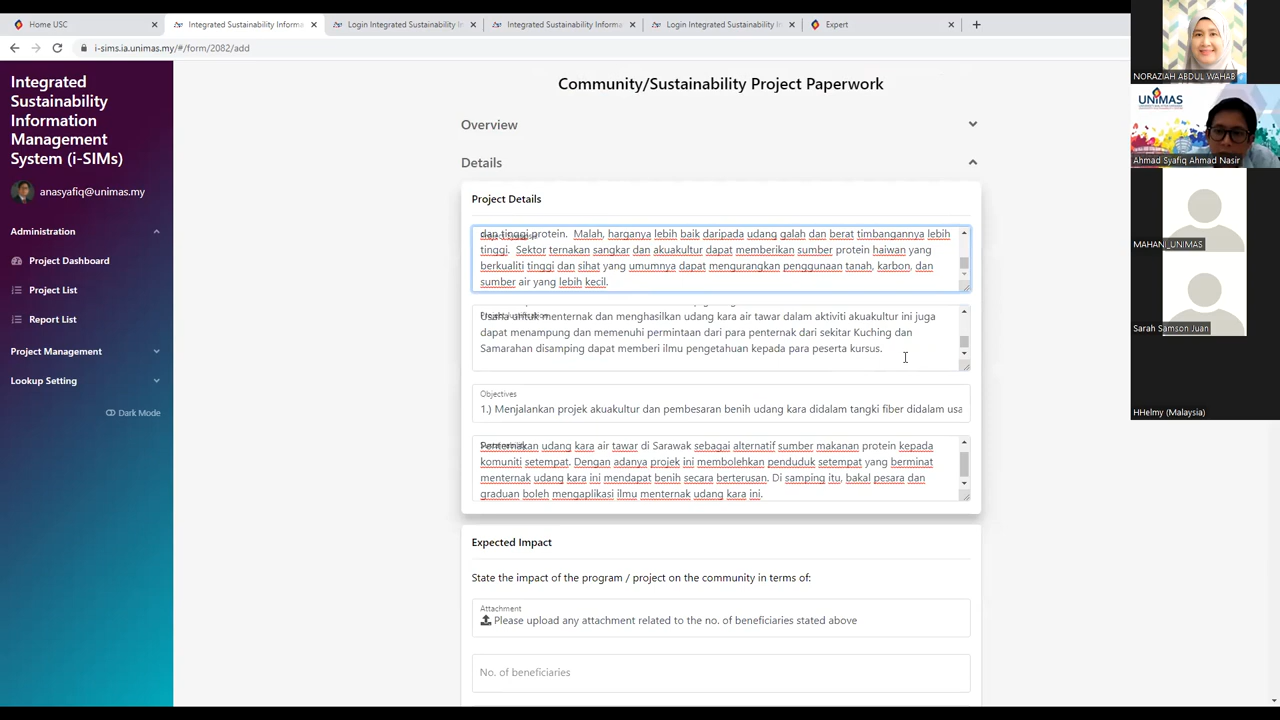 Home USC
Integrated Sustainability Informa
Login Integrated Sustainability In
Integrated Sustainability Informa
Login Integrated Sustainability In
Expert
i-sims.ia.unimas.my/#/form/2082/add
Integrated
Sustainability
Information
Management
System (i-SIMs)
anasyafiq@unimas.my
Administration
Project Dashboard
Project List
Report List
Project Management
Lookup Setting
Dark Mode
Community/Sustainability Project Paperwork
Overview
Details
Project Details
dan tinggi protein. Malah, harganya lebih baik daripada udang galah dan berat timbangannya lebih
tinggi. Sektor ternakan sangkar dan akuakultur dapat memberikan sumber protein haiwan yang
berkualiti tinggi dan sihat yang umumnya dapat mengurangkan penggunaan tanah, karbon, dan
sumber air yang lebih kecil.
Usaha untuk menternak dan menghasilkan udang kara air tawar dalam aktiviti akuakultur ini juga
dapat menampung dan memenuhi permintaan dari para penternak dari sekitar Kuching dan
Samarahan disamping dapat memberi ilmu pengetahuan kepada para peserta kursus.
Objectives
1.) Menjalankan projek akuakultur dan pembesaran benih udang kara didalam tangki fiber didalam usa
Penternakan udang kara air tawar di Sarawak sebagai alternatif sumber makanan protein kepada
komuniti setempat. Dengan adanya projek ini membolehkan penduduk setempat yang berminat
menternak udang kara ini mendapat benih secara berterusan. Di samping itu, bakal pesara dan
graduan boleh mengaplikasi ilmu menternak udang kara ini.
Expected Impact
State the impact of the program / project on the community in terms of:
Attachment
Please upload any attachment related to the no. of beneficiaries stated above
No. of beneficiaries
NORAZIAH ABDUL WAHAB
UNIMAS
Ahmad Syafiq Ahmad Nasir
MAHANI_UNIMAS
Sarah Samson Juan
HHelmy (Malaysia)